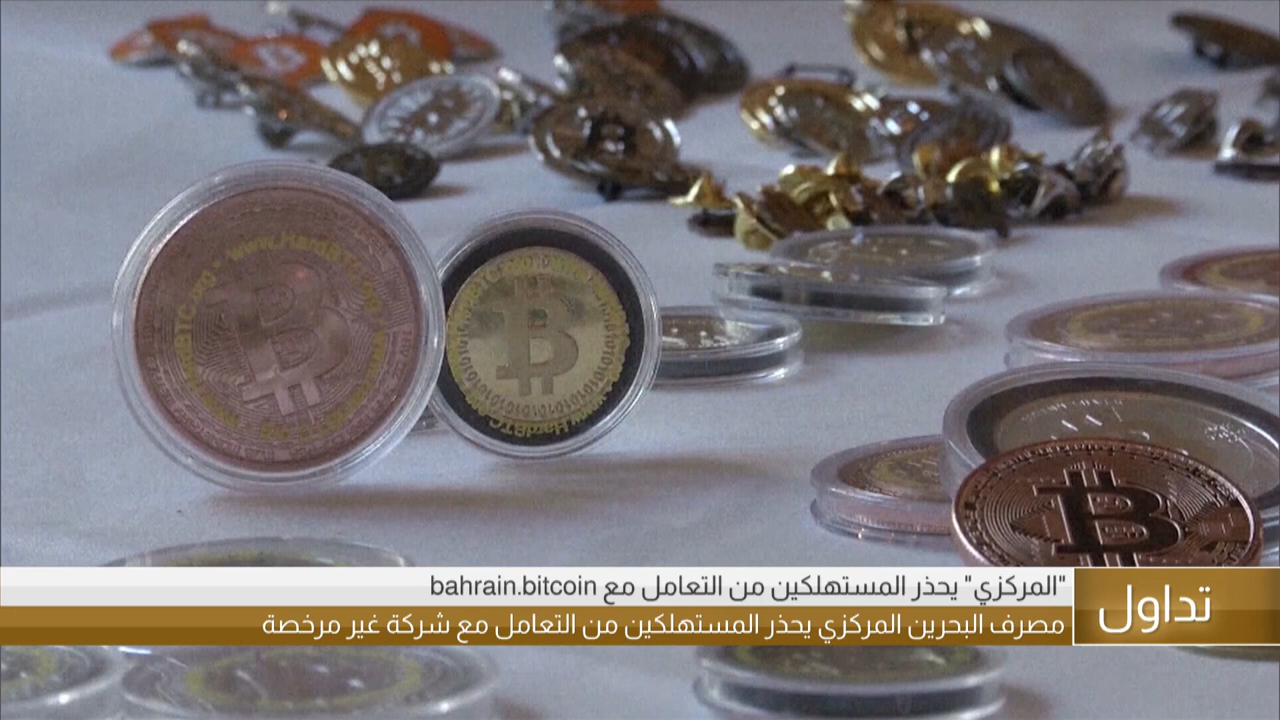 "المركزي" يحذر المستهلكين من التعامل مع bahrain.bitcoin
تداول
مصرف البحرين المركزي يحذر المستهلكين من التعامل مع شركة غير مرخصة